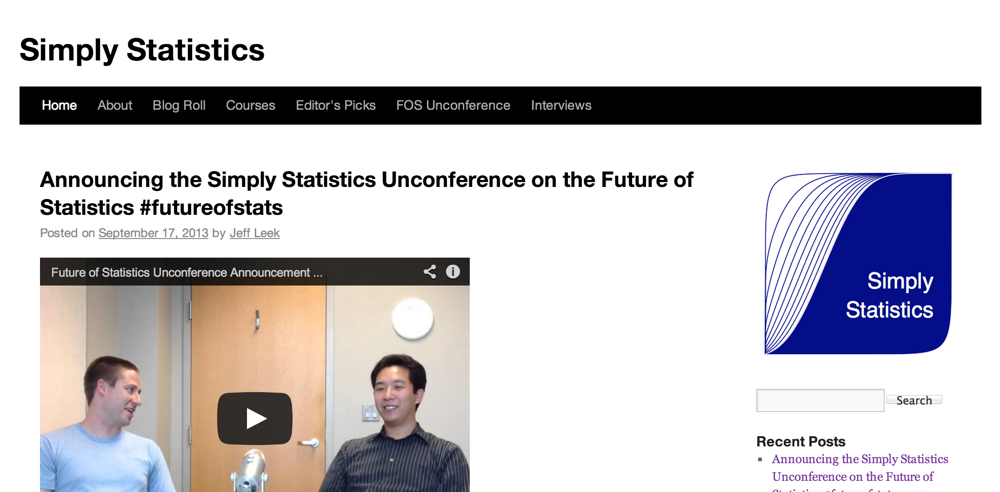 Simply Statistics
Home About Blog Roll Courses Editor's Picks FOS Unconference Interviews
Announcing the Simply Statistics Unconference on the Future of
Statistics #futureofstats
Posted on September 17, 2013 by Jeff Leek
Future of Statistics Unconference Announcement ...
Simply
Statistics
Search
Recent Posts
Announcing the Simply Statistics
Unconference on the Future of